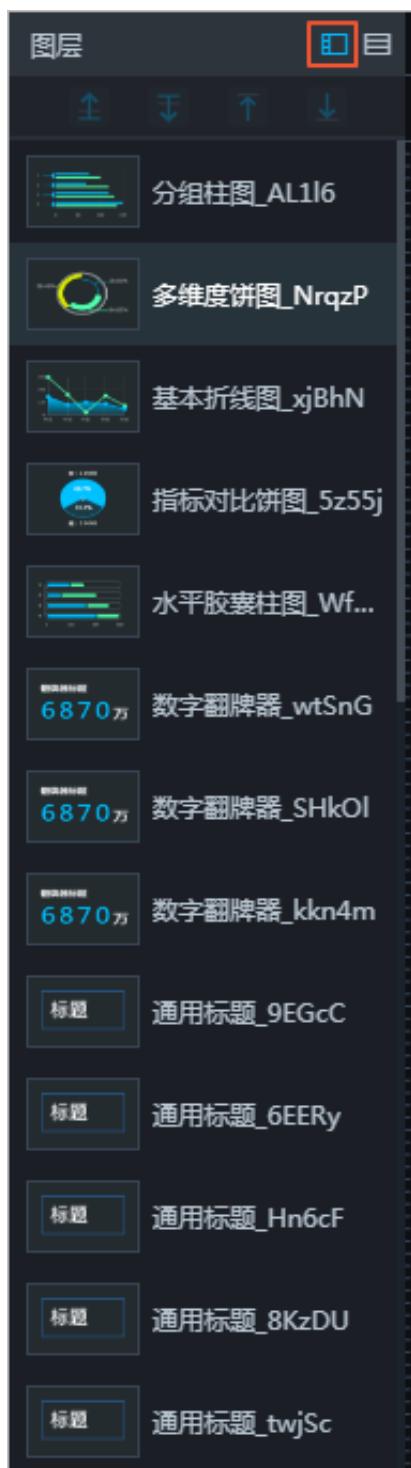 图层
分组柱图_AL1l6
多维度饼图_NrqzP
基本折线图_xjBhN
指标对比饼图_5z55j
水平胶囊柱图_Wf...
6870万
数字翻牌器_wtSnG
6870万
数字翻牌器_SHkOl
6870万
数字翻牌器_kkn4m
标题
通用标题_9EGcC
标题
通用标题_6EERy
标题
通用标题_Hn6cF
标题
通用标题_8KzDU
标题
通用标题_twjSc